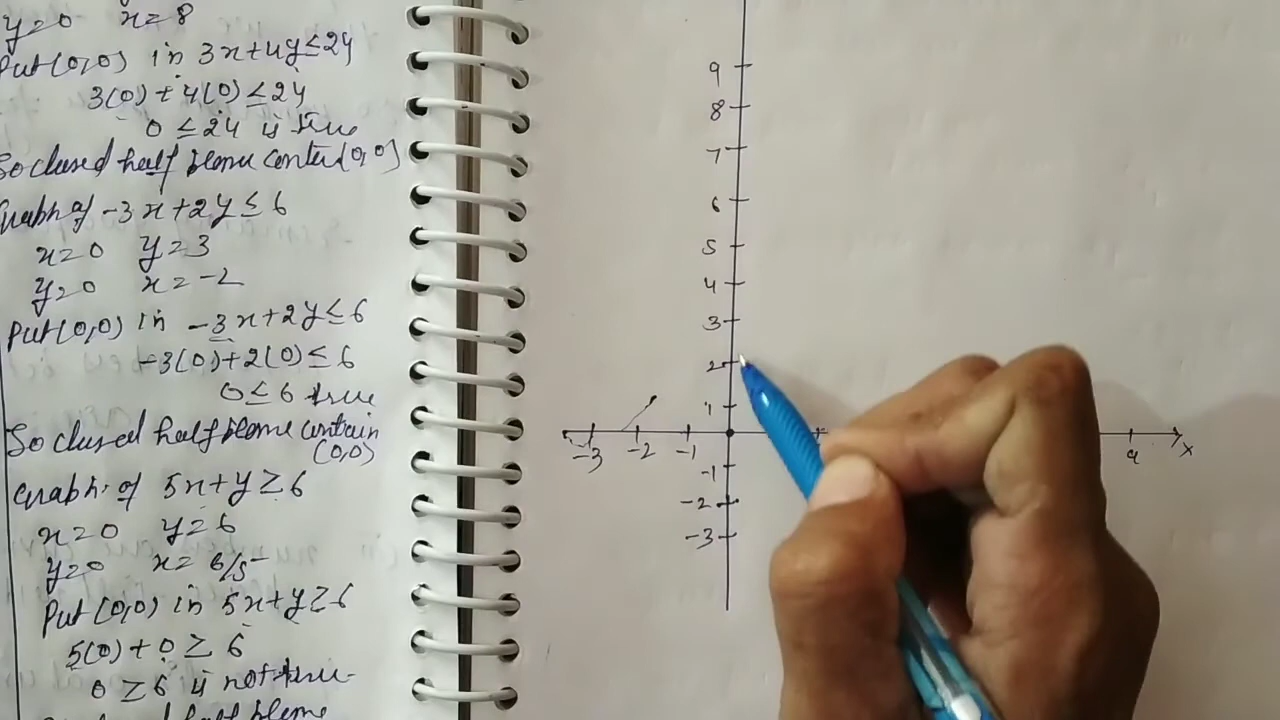 y=0 x=8
Put(0,0) in 3x+4y≤24
3(0)+4(0)≤24
0≤24 is true
So closed half plane (0,0)
Graph of -3x+2y≤6
x=0 y=3
y=0 x=-2
Put(0,0) in -3x+2y≤6
-3(0)+2(0)≤6
0≤6 true
So closed half plane contain
(0,0)
Graph of 5x+y≥6
x=0 y=6
y=0 x=6/5
Put(0,0) in 5x+y≥6
5(0)+0≥6
0≥6 is not true
half plane
9
8
7
6
5
4
3
2
1
-3 -2 -1 9 x
-1
-2
-3